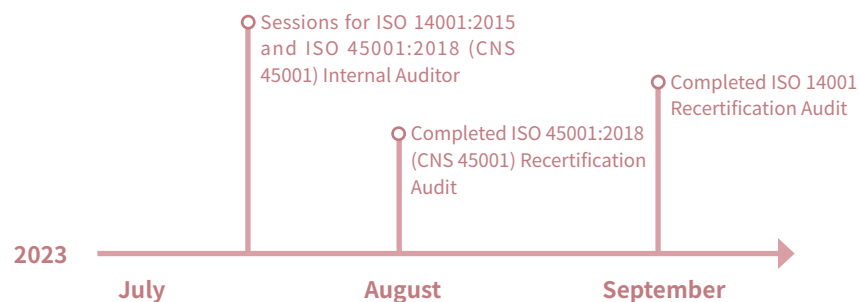 Sessions for ISO 14001:2015
and ISO 45001:2018 (CNS
45001) Internal Auditor
Completed ISO 14001
Recertification Audit
Completed ISO 45001:2018
(CNS 45001) Recertification
Audit
2023
July
August
September